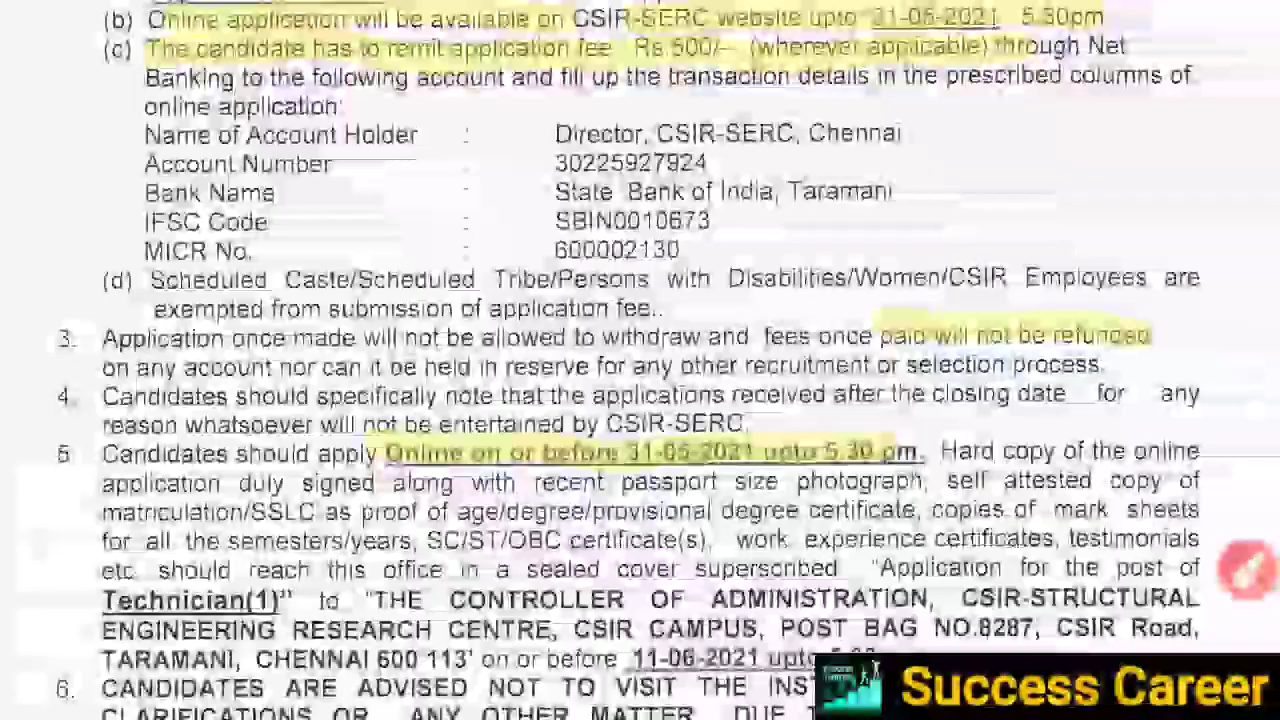 (b) Online application will be available on CSIR-SERC website upto 31-05-2021 5.30pm
(c) The candidate has to remit application fee Rs 500/- (wherever applicable) through Net
Banking to the following account and fill up the transaction details in the prescribed columns of
online application:
Name of Account Holder : Director, CSIR-SERC, Chennai
Account Number : 30225927924
Bank Name : State Bank of India, Taramani
IFSC Code : SBIN0010673
MICR No. : 600002130
(d) Scheduled Caste/Scheduled Tribe/Persons with Disabilities/Women/CSIR Employees are
exempted from submission of application fee..
3. Application once made will not be allowed to withdraw and fees once paid will not be refunded
on any account nor can it be held in reserve for any other recruitment or selection process.
4. Candidates should specifically note that the applications received after the closing date for any
reason whatsoever will not be entertained by CSIR-SERC.
5 Candidates should apply Online on or before 31-05-2021 upto 5.30 pm. Hard copy of the online
application duly signed along with recent passport size photograph, self attested copy of
matriculation/SSLC as proof of age/degree/provisional degree certificate, copies of mark sheets
for all the semesters/years, SC/ST/OBC certificate(s), work experience certificates, testimonials
etc. should reach this office in a sealed cover superscribed "Application for the post of
Technician(1)" to "THE CONTROLLER OF ADMINISTRATION, CSIR-STRUCTURAL
ENGINEERING RESEARCH CENTRE, CSIR CAMPUS, POST BAG NO.8287, CSIR Road,
TARAMANI, CHENNAI 600 113' on or before 11-06-2021 upto
6. CANDIDATES ARE ADVISED NOT TO VISIT THE INS
CLARIFICATIONS OR ANY OTHER MATTER DUE T
Success Career